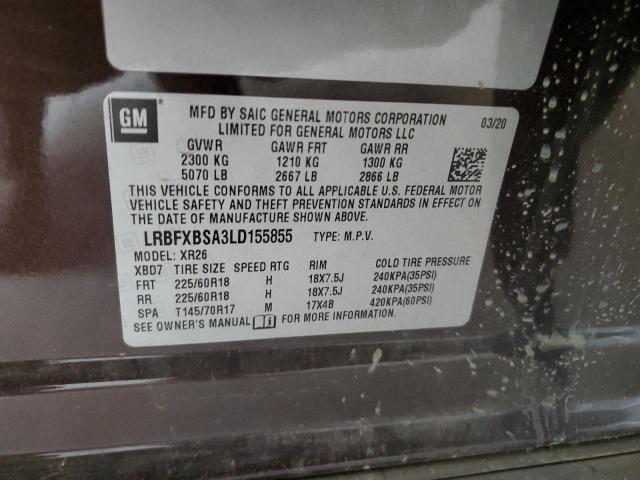 GM
MFD BY SAIC GENERAL MOTORS CORPORATION 03/20
LIMITED FOR GENERAL MOTORS LLC
GVWR GAWR FRT GAWR RR
2300 KG 1210 KG 1300 KG
5070 LB 2667 LB 2866 LB
THIS VEHICLE CONFORMS TO ALL APPLICABLE U.S. FEDERAL MOTOR
VEHICLE SAFETY AND THEFT PREVENTION STANDARDS IN EFFECT ON
THE DATE OF MANUFACTURE SHOWN ABOVE.
LRBFXBSA3LD155855 TYPE: M.P.V.
MODEL: XR26
XBD7 TIRE SIZE SPEED RTG RIM COLD TIRE PRESSURE
FRT 225/60R18 H 18X7.5J 240KPA(35PSI)
RR 225/60R18 H 18X7.5J 240KPA(35PSI)
SPA T145/70R17 M 17X4B 420KPA(60PSI)
SEE OWNER'S MANUAL i FOR MORE INFORMATION.